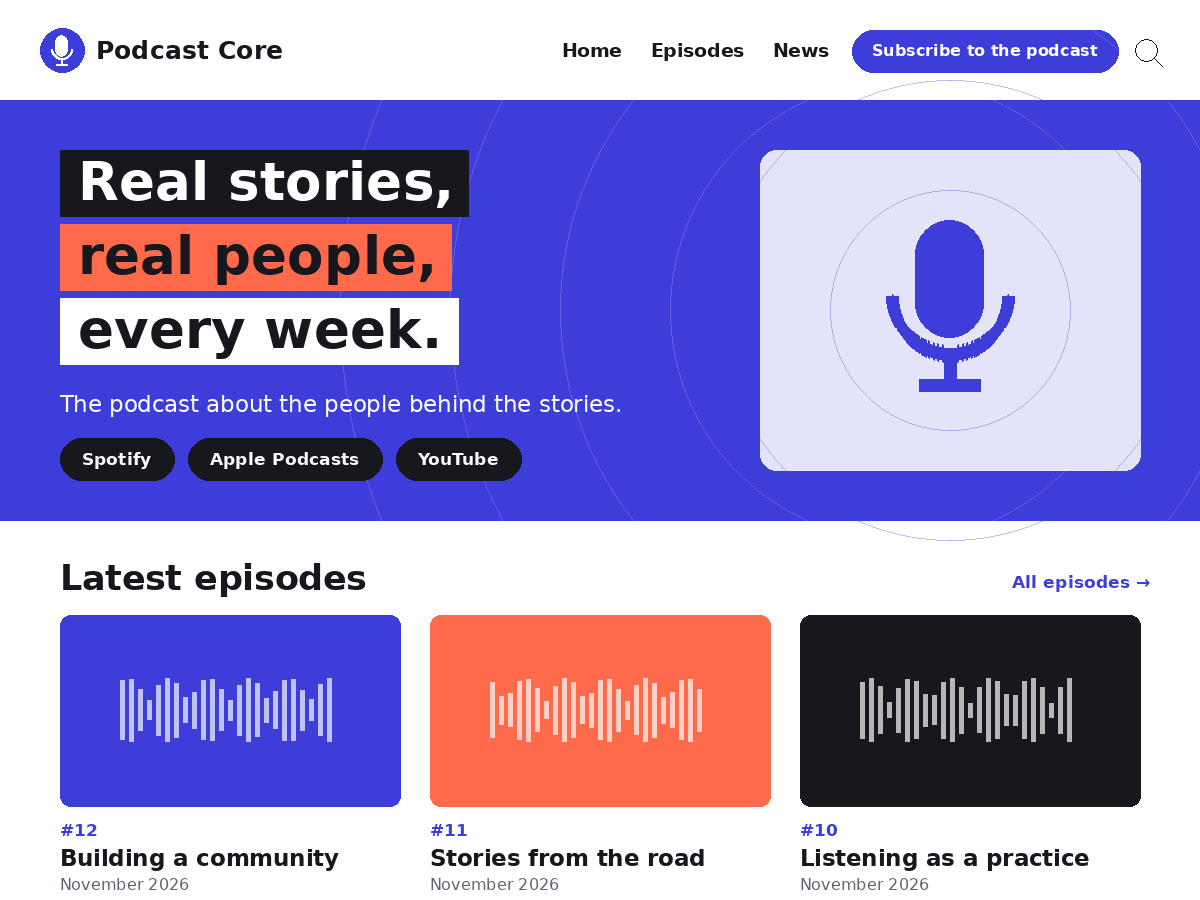 Podcast Core
Home Episodes News Subscribe to the podcast
Real stories,
real people,
every week.
The podcast about the people behind the stories.
Spotify Apple Podcasts YouTube
Latest episodes
All episodes →
#12
Building a community
November 2026
#11
Stories from the road
November 2026
#10
Listening as a practice
November 2026